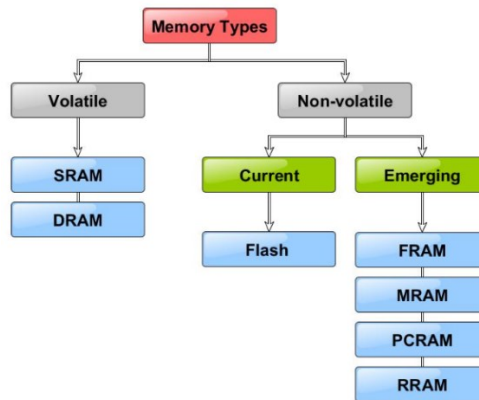 Memory Types
Volatile
Non-volatile
SRAM
DRAM
Current
Emerging
Flash
FRAM
MRAM
PCRAM
RRAM